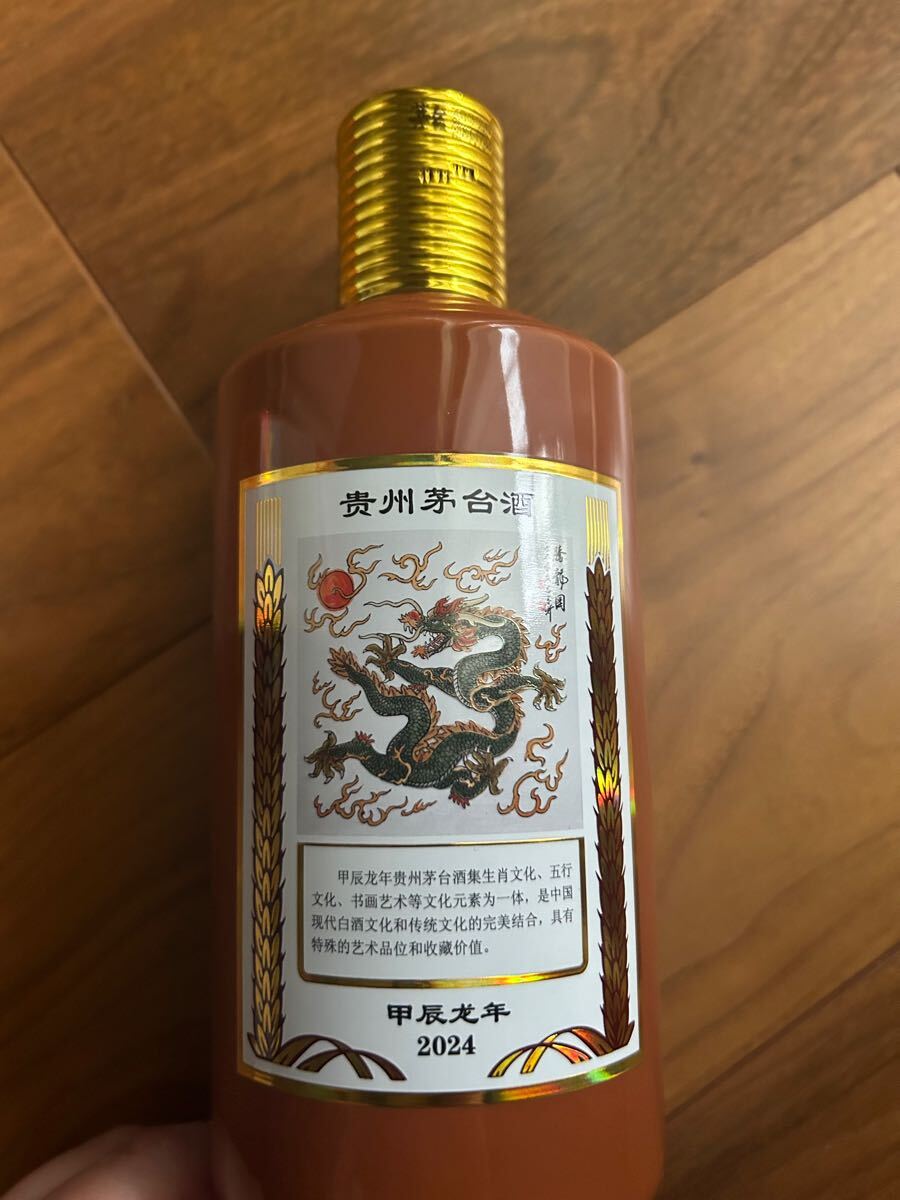 茅台
贵州茅台酒
甲辰龙年贵州茅台酒集生肖文化、五行
文化、书画艺术等文化元素为一体，是中国
现代白酒文化和传统文化的完美结合，具有
特殊的艺术品位和收藏价值。
甲辰龙年
2024